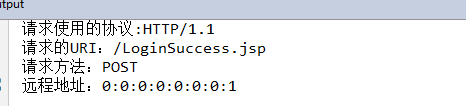 utput
请求使用的协议:HTTP/1.1
请求的URI：/LoginSuccess.jsp
请求方法：POST
远程地址：0:0:0:0:0:0:0:1